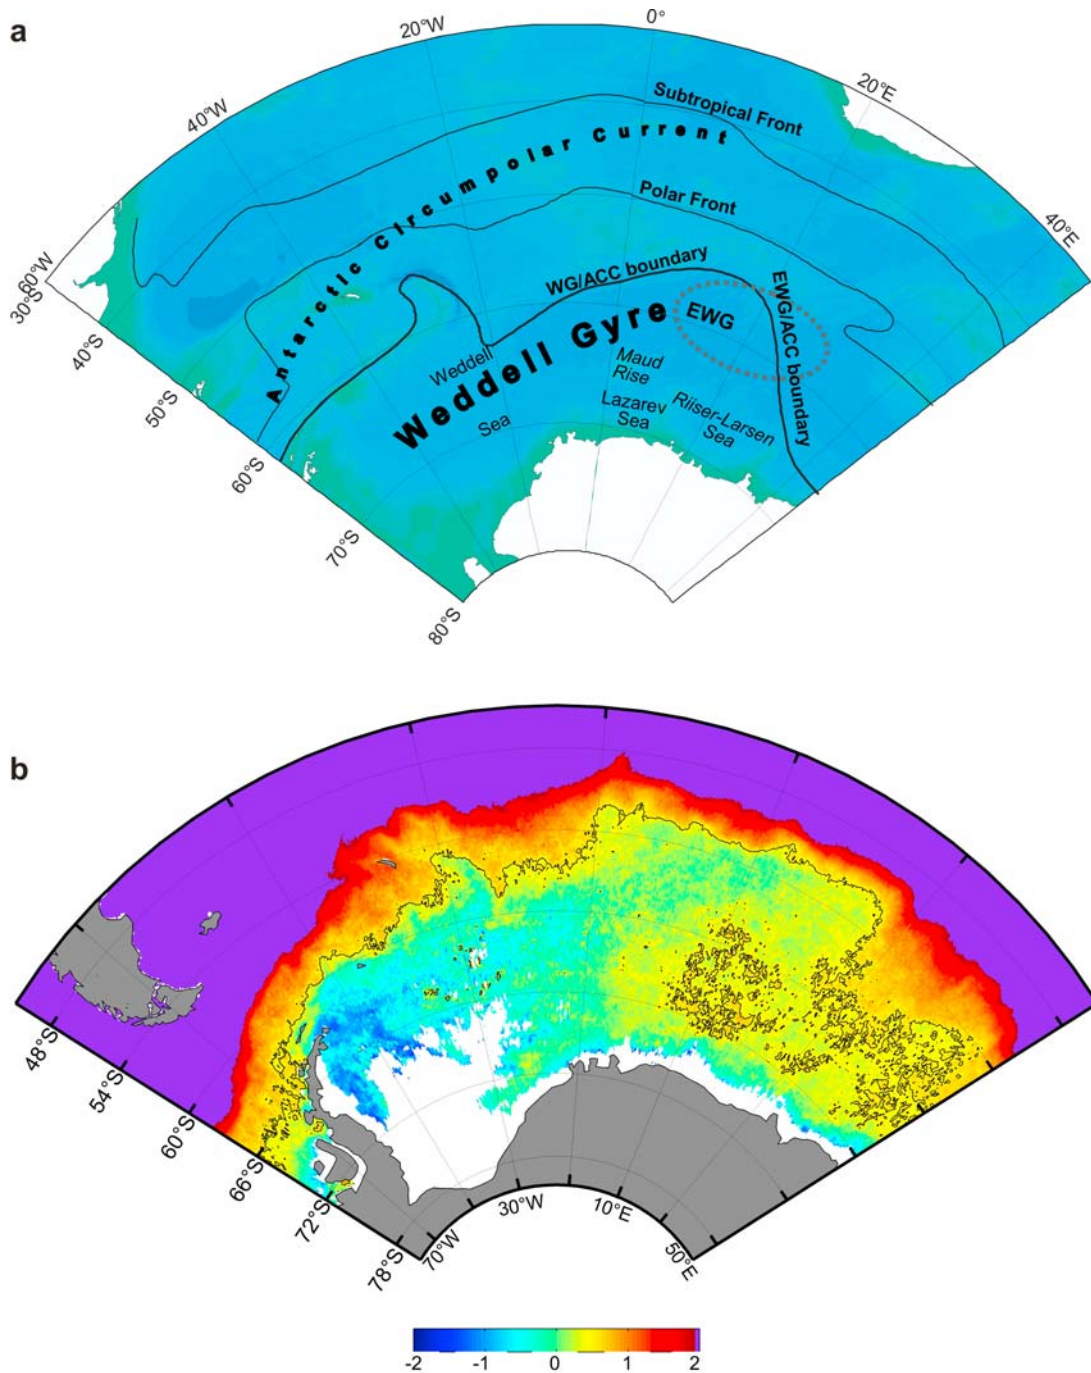 a
0°
20°W
20°E
40°W
40°E
60°W
30°S
40°S
50°S
60°S
70°S
80°S
Subtropical Front
Antarctic Circumpolar Current
Polar Front
WG/ACC boundary
EWG/ACC boundary
EWG
Weddell Gyre
Weddell
Sea
Maud
Rise
Lazarev
Sea
Riiser-Larsen
Sea
b
48°S
54°S
60°S
66°S
72°S
78°S
70°W
30°W
10°E
50°E
-2 -1 0 1 2